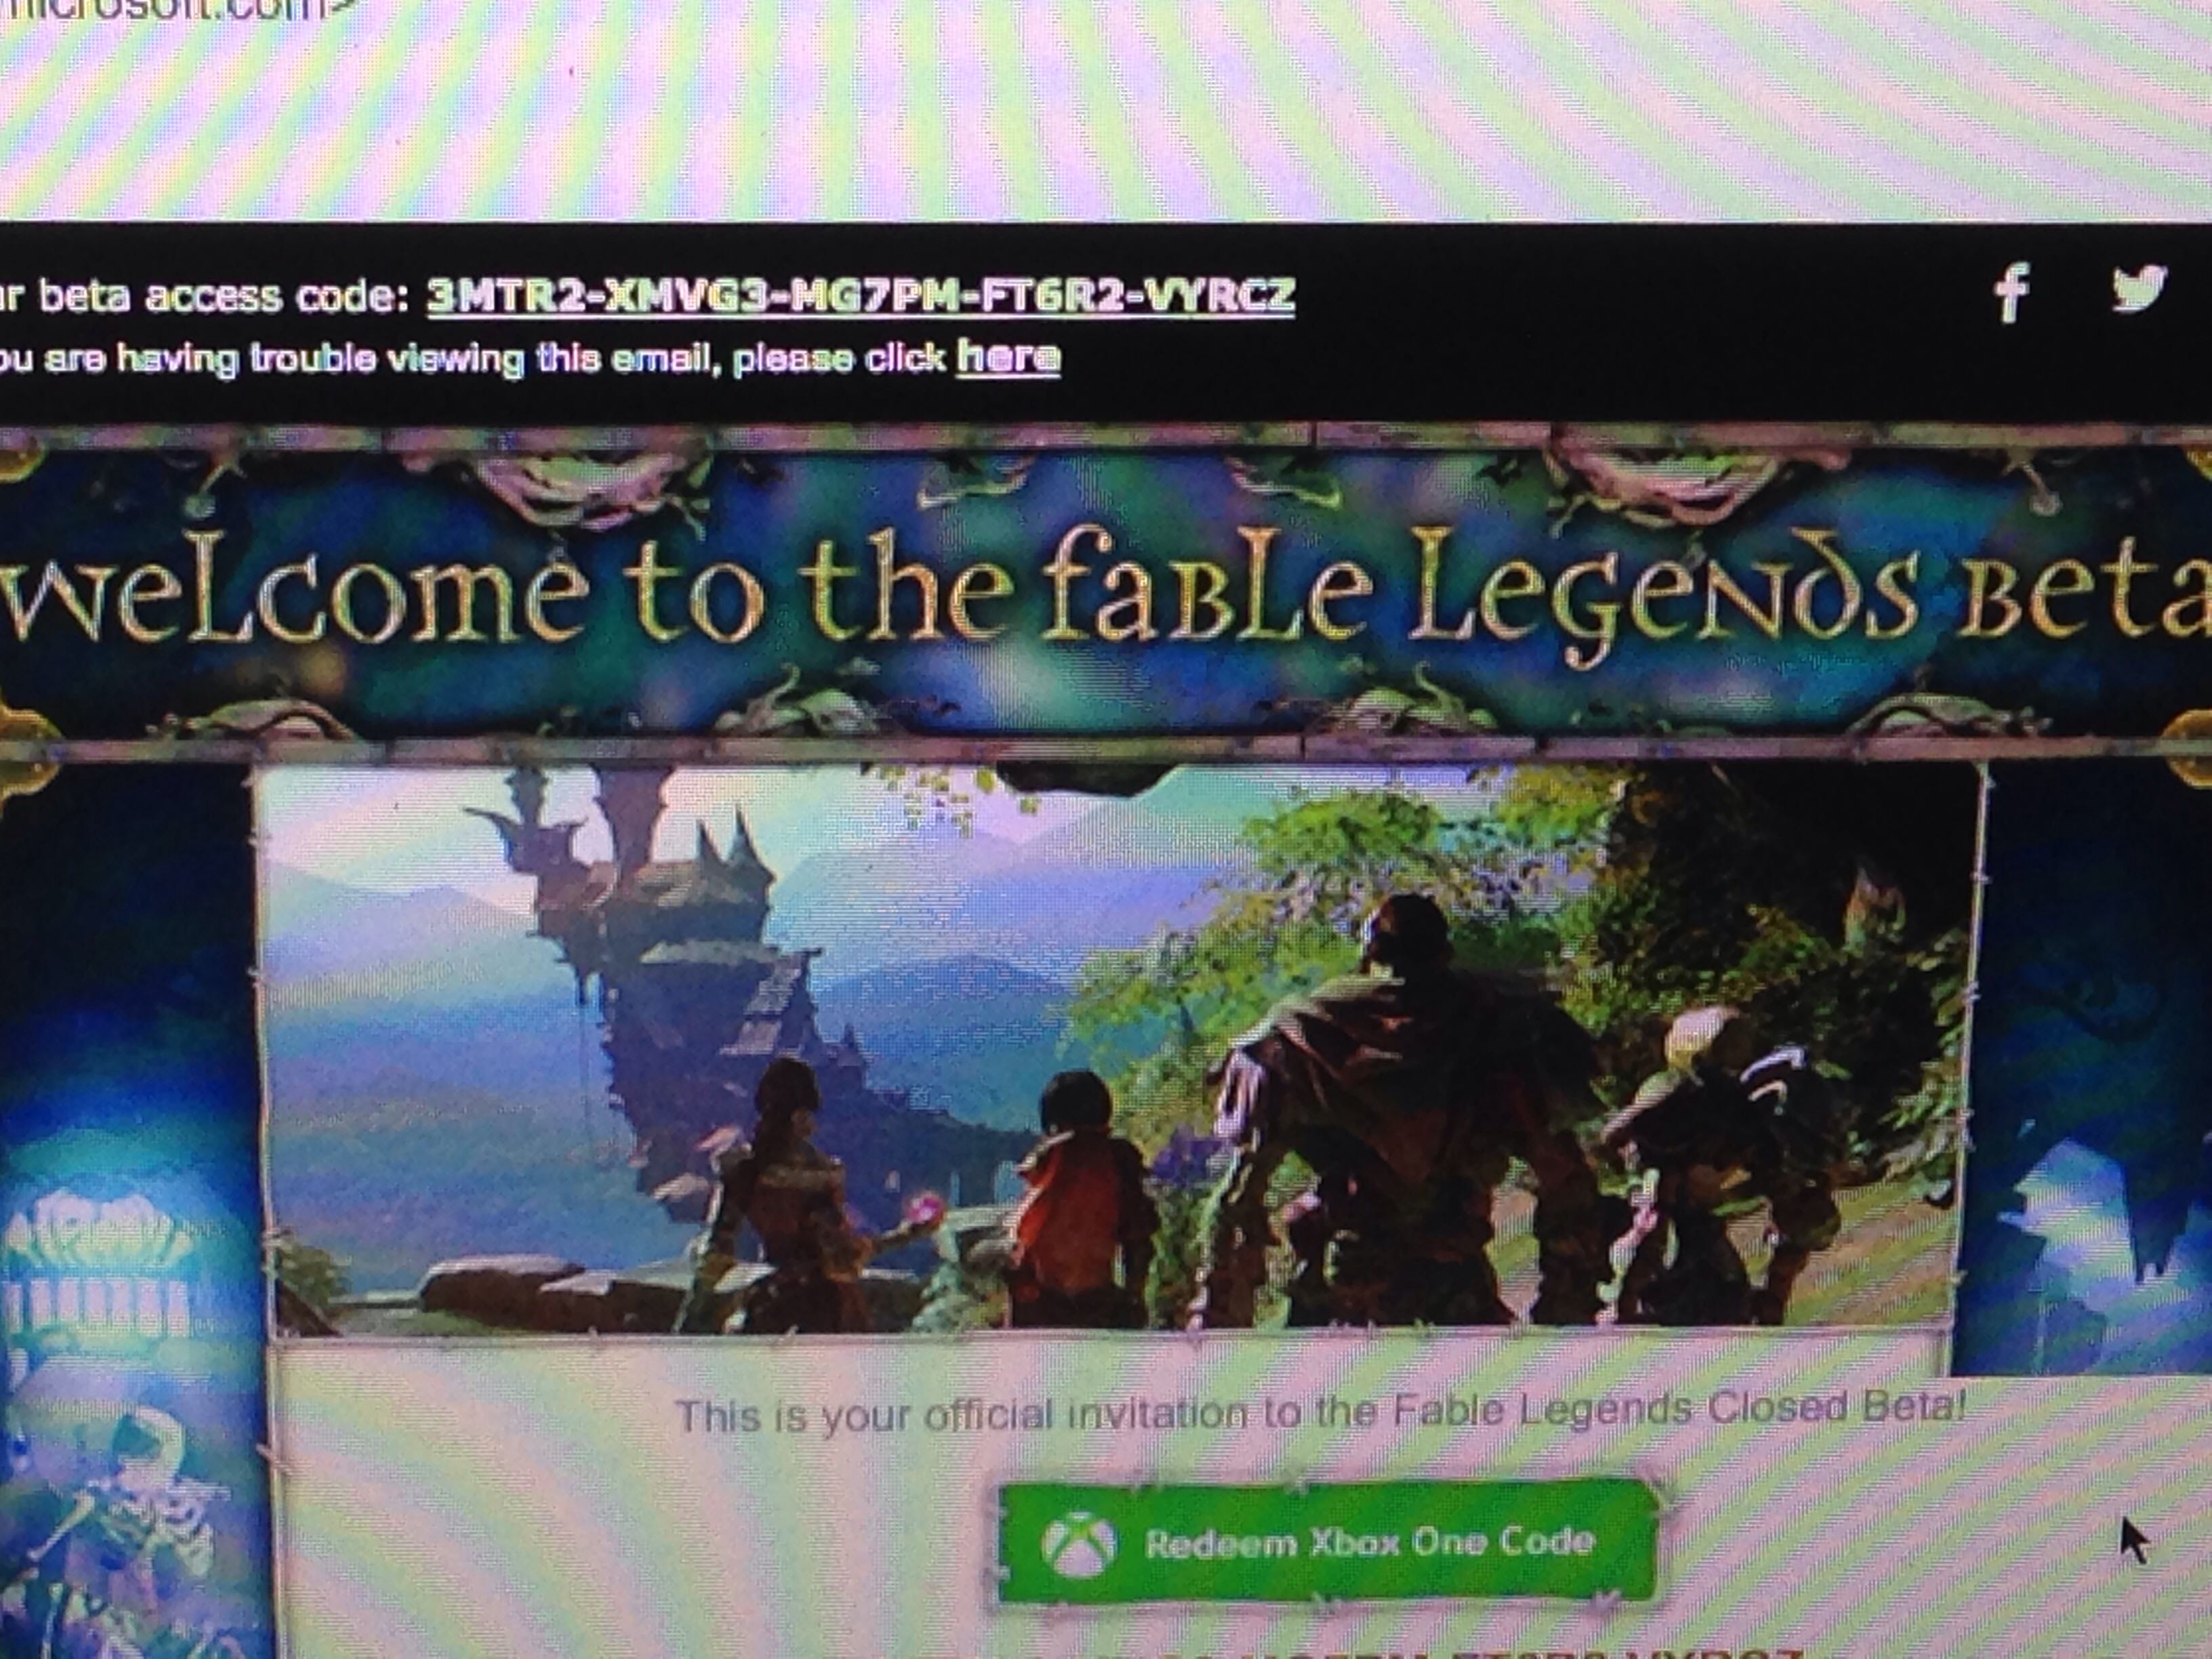 microsoft.com>
r beta access code: 3MTR2-XMVG3-MG7PM-FT6R2-VYRCZ
ou are having trouble viewing this email, please click here
welcome to the fable Legends Beta
This is your official invitation to the Fable Legends Closed Beta!
Redeem Xbox One Code